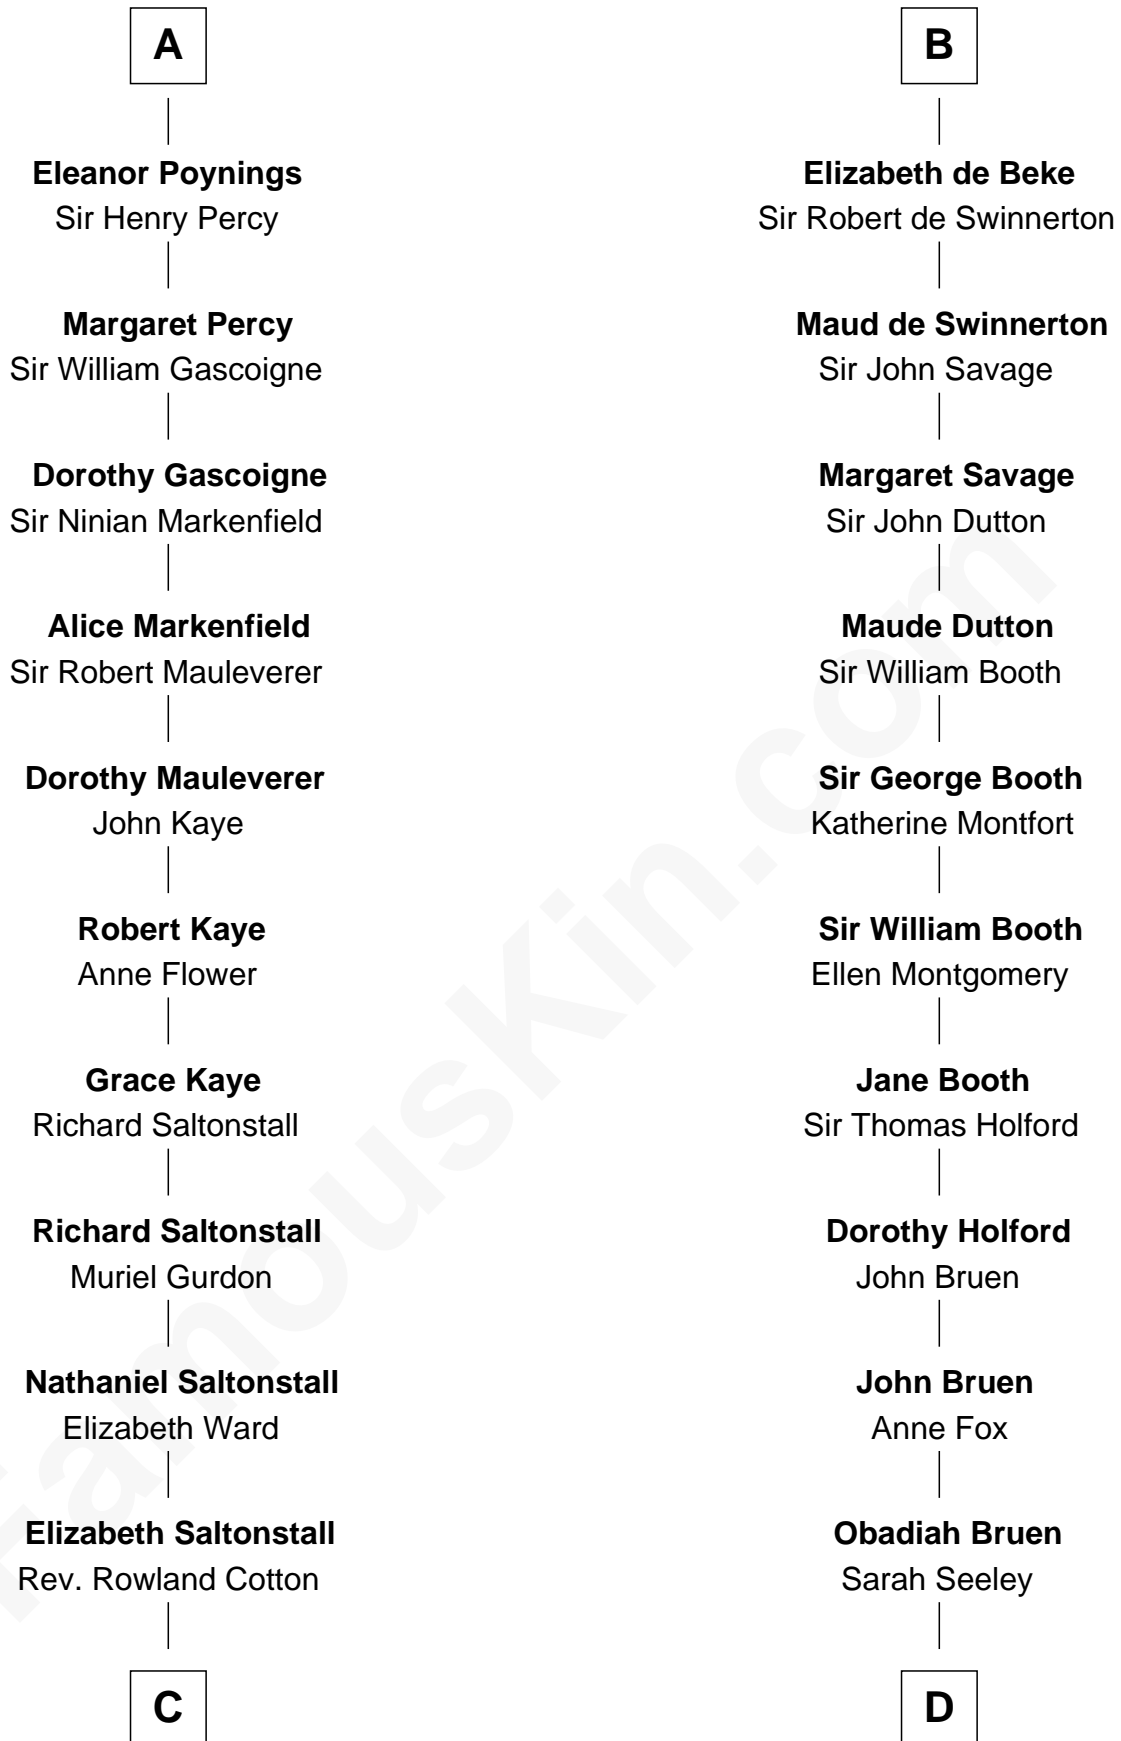 A
Eleanor Poynings
Sir Henry Percy
Margaret Percy
Sir William Gascoigne
Dorothy Gascoigne
Sir Ninian Markenfield
Alice Markenfield
Sir Robert Mauleverer
Dorothy Mauleverer
John Kaye
Robert Kaye
Anne Flower
Grace Kaye
Richard Saltonstall
Richard Saltonstall
Muriel Gurdon
Nathaniel Saltonstall
Elizabeth Ward
Elizabeth Saltonstall
Rev. Rowland Cotton
C
B
Elizabeth de Beke
Sir Robert de Swinnerton
Maud de Swinnerton
Sir John Savage
Margaret Savage
Sir John Dutton
Maude Dutton
Sir William Booth
Sir George Booth
Katherine Montfort
Sir William Booth
Ellen Montgomery
Jane Booth
Sir Thomas Holford
Dorothy Holford
John Bruen
John Bruen
Anne Fox
Obadiah Bruen
Sarah Seeley
D
FamousKin.com